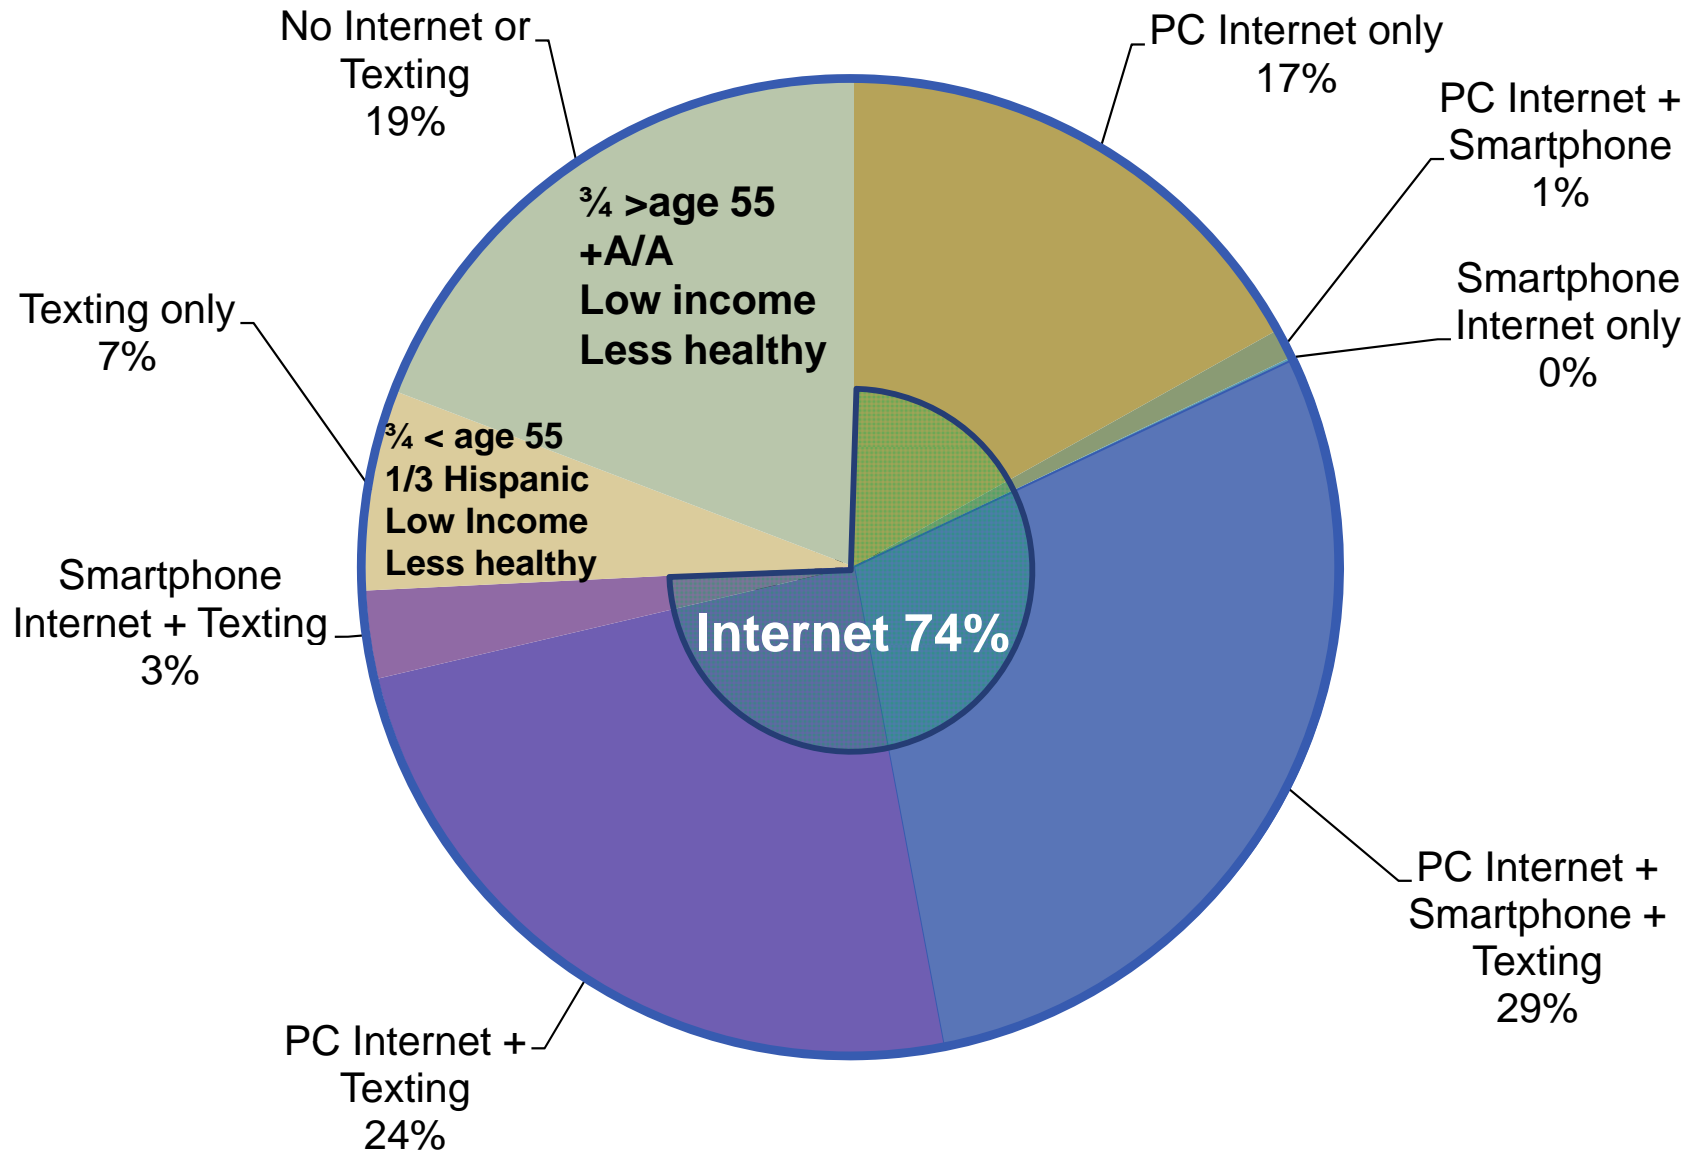 No Internet or
Texting
19%
PC Internet only
17%
PC Internet +
Smartphone
1%
Smartphone
Internet only
0%
¾ >age 55
+A/A
Low income
Less healthy
Texting only
7%
¾ < age 55
1/3 Hispanic
Low Income
Less healthy
Smartphone
Internet + Texting
3%
Internet 74%
PC Internet +
Smartphone +
Texting
29%
PC Internet +
Texting
24%